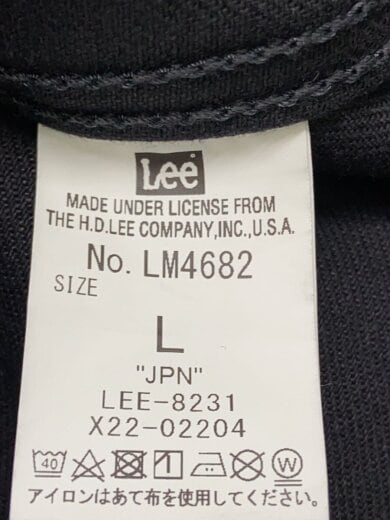 Lee
MADE UNDER LICENSE FROM
THE H.D.LEE COMPANY,INC.,U.S.A.
No. LM4682
SIZE
L
"JPN"
LEE-8231
X22-02204
40 W
アイロンはあて布を使用してください。